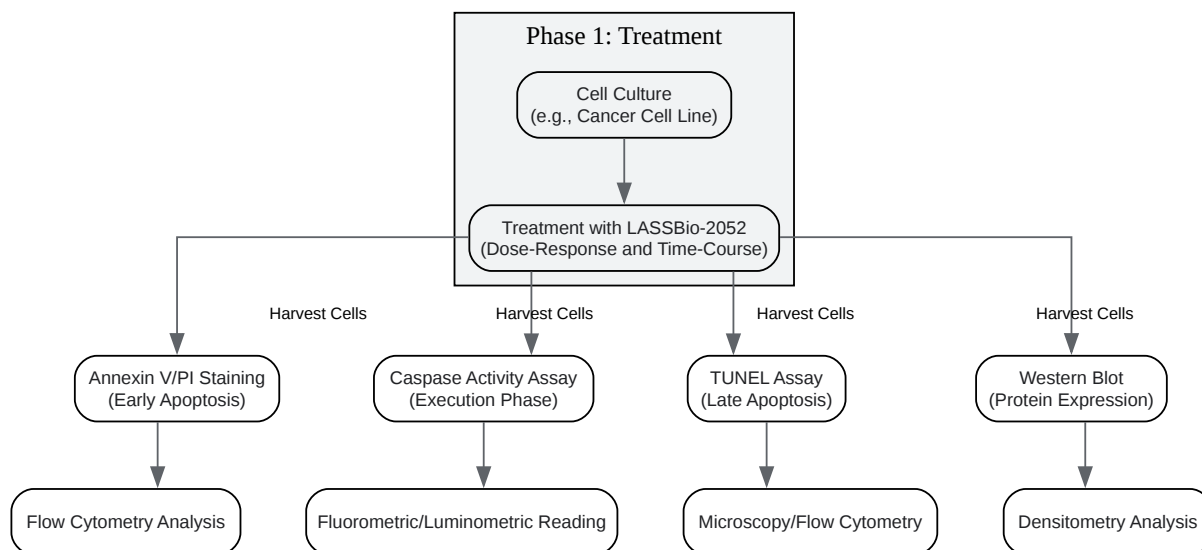 Phase 1: Treatment
Cell Culture
(e.g., Cancer Cell Line)
Treatment with LASSBio-2052
(Dose-Response and Time-Course)
Harvest Cells
Harvest Cells
Harvest Cells
Harvest Cells
Annexin V/PI Staining
(Early Apoptosis)
Caspase Activity Assay
(Execution Phase)
TUNEL Assay
(Late Apoptosis)
Western Blot
(Protein Expression)
Flow Cytometry Analysis
Fluorometric/Luminometric Reading
Microscopy/Flow Cytometry
Densitometry Analysis